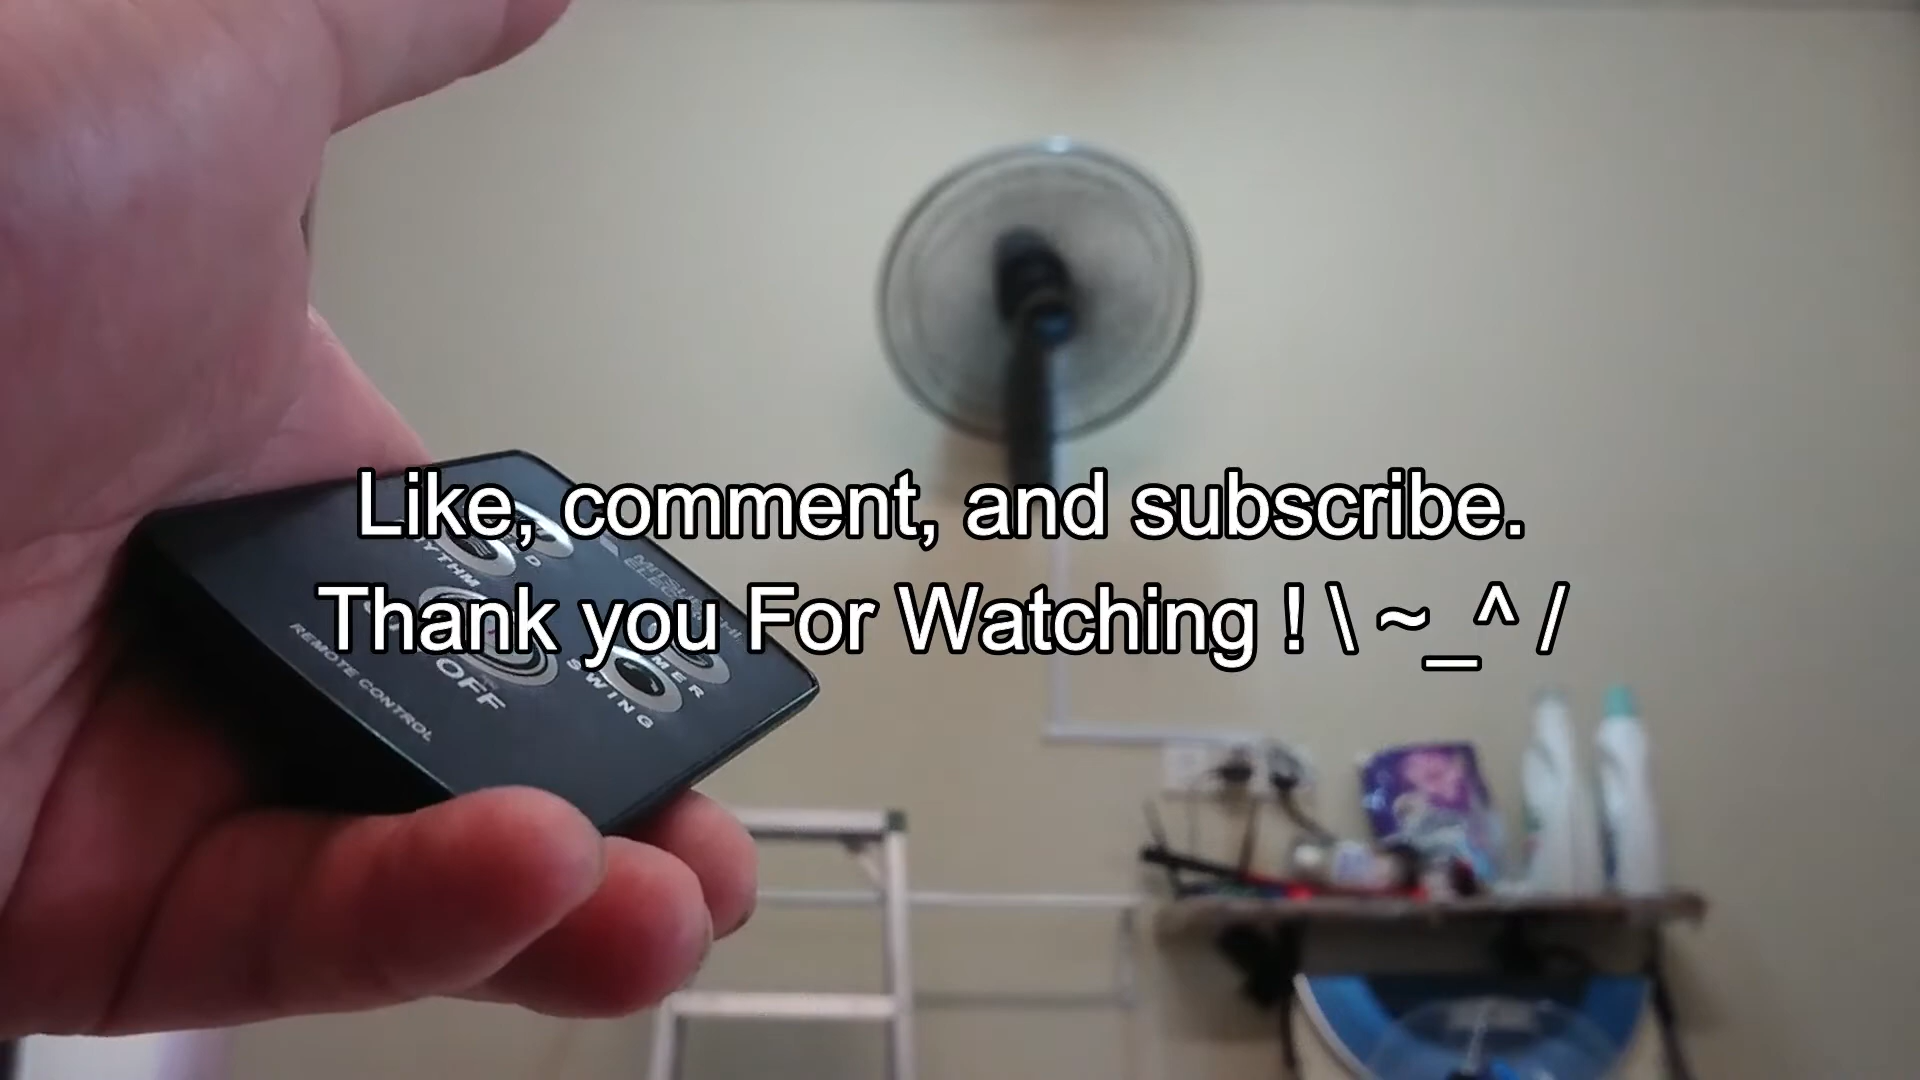 Like, comment, and subscribe.
Thank you For Watching ! \ ~_^ /
SWING
OFF
REMOTE CONTROL